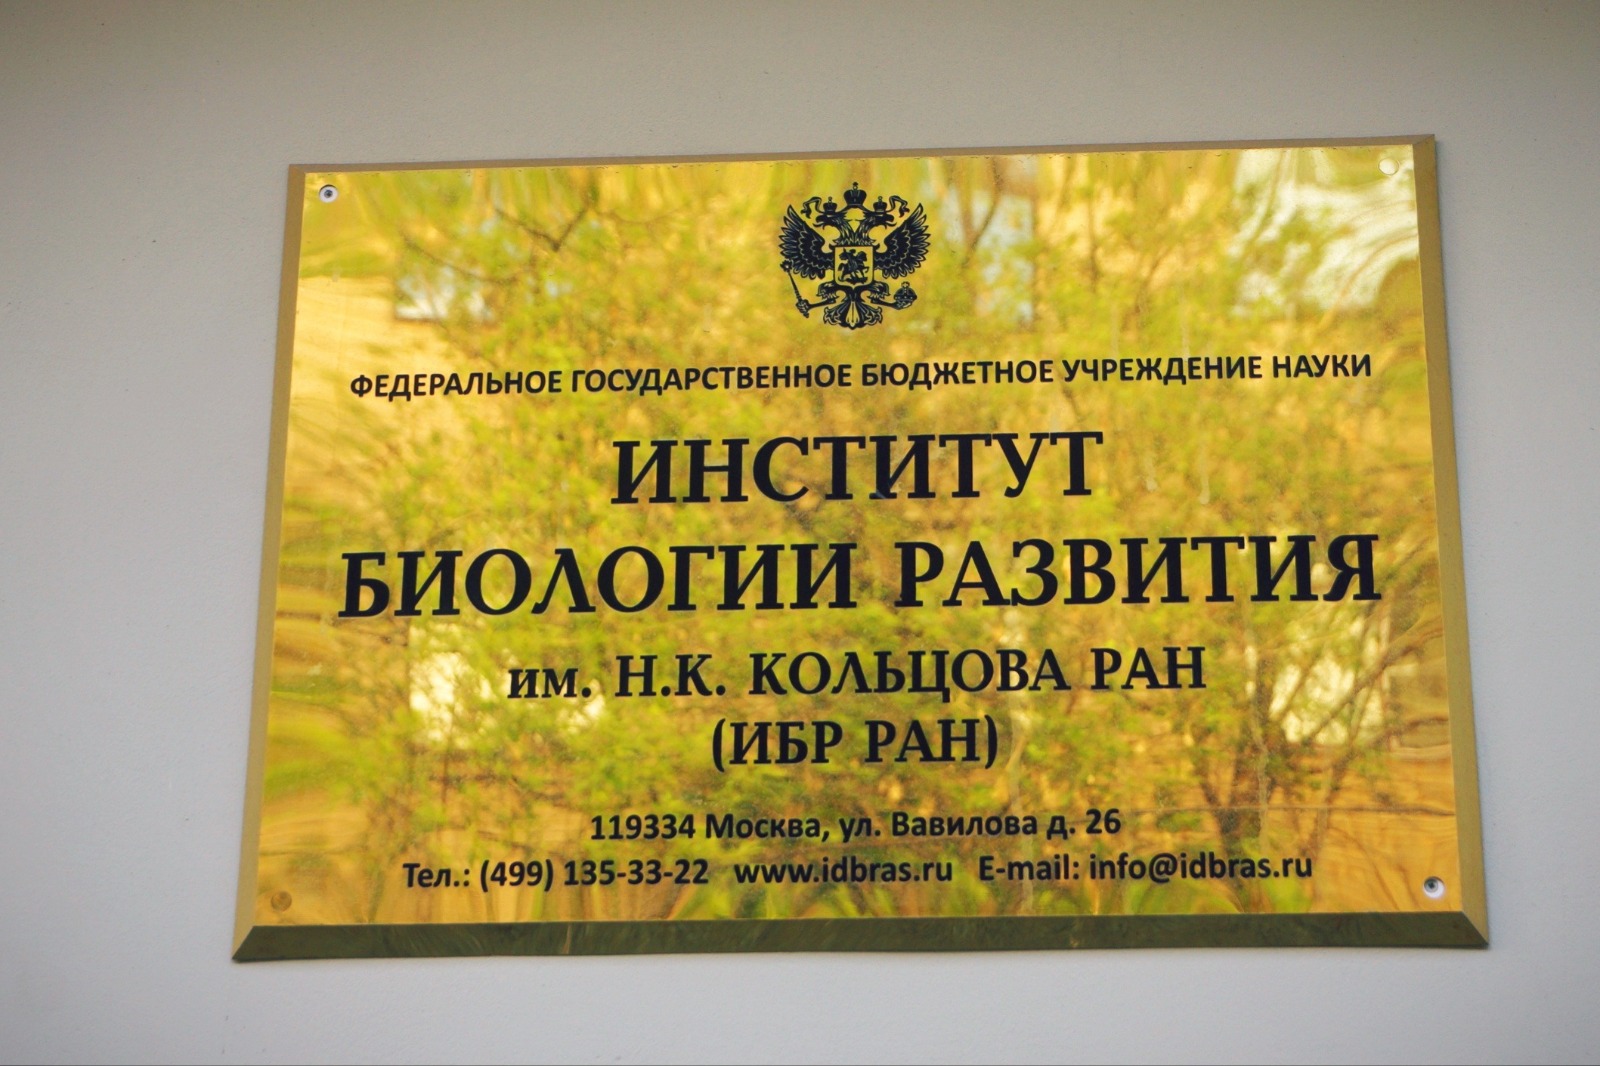 ФЕДЕРАЛЬНОЕ ГОСУДАРСТВЕННОЕ БЮДЖЕТНОЕ УЧРЕЖДЕНИЕ НАУКИ
ИНСТИТУТ
БИОЛОГИИ РАЗВИТИЯ
им. Н.К. КОЛЬЦОВА РАН
(ИБР РАН)
119334 Москва, ул. Вавилова д. 26
Тел.: (499) 135-33-22 www.idbras.ru E-mail: info@idbras.ru